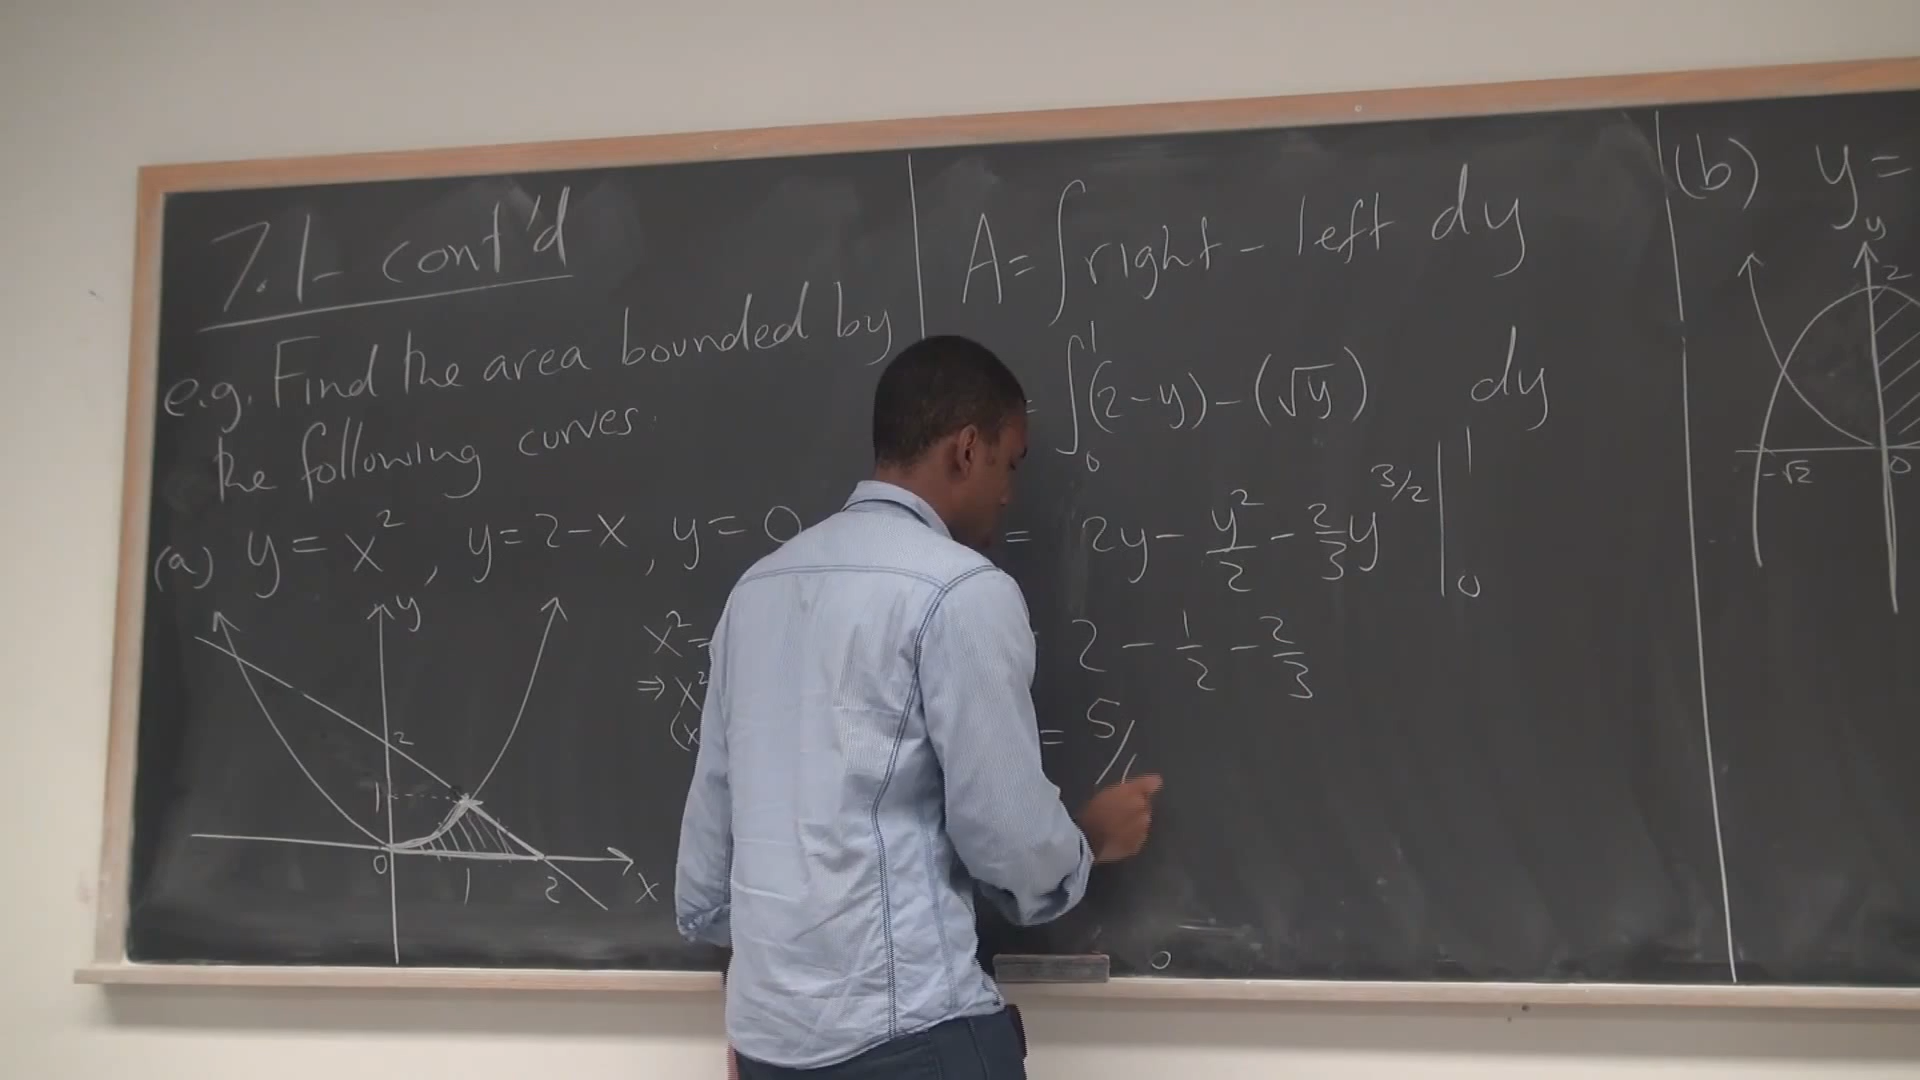 7.1 - cont'd
e.g. Find the area bounded by
the following curves.
(a) y = x², y = 2-x, y = 0
y
2
1
0 1 2 x
x² =
⇒ x²
(x
A = ∫ right - left dy
= ∫₀¹ (2-y) - (√y) dy
= 2y - y²/2 - 2/3 y^(3/2) |₀¹
2 - 1/2 - 2/3
= 5/
(b) y =
y
2
-√2 0